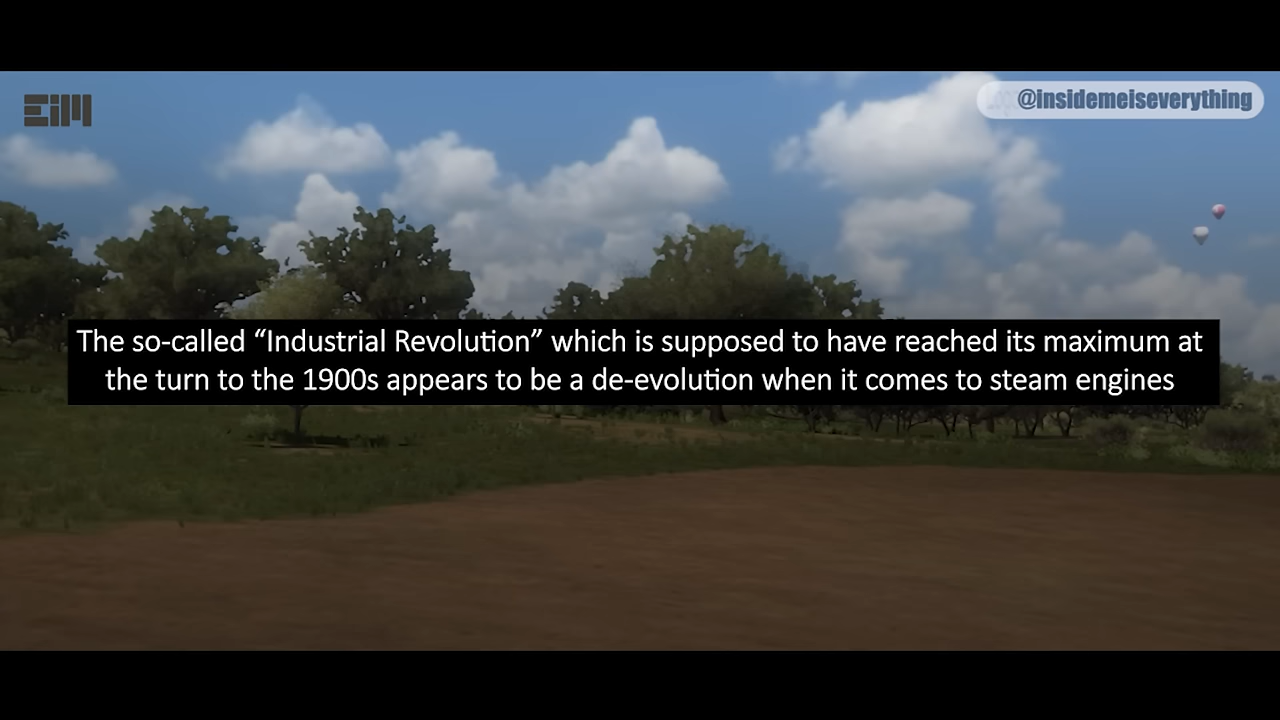 EiM
@insidemeiseverything
The so-called “Industrial Revolution” which is supposed to have reached its maximum at
the turn to the 1900s appears to be a de-evolution when it comes to steam engines